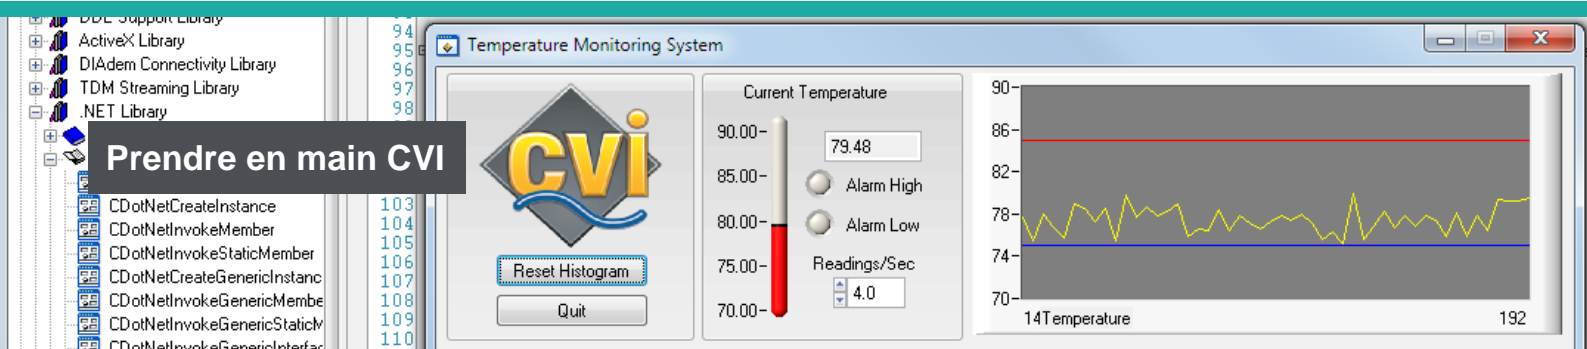 DDE Support Library
ActiveX Library
DIAdem Connectivity Library
TDM Streaming Library
.NET Library
CDotNetCreateInstance
CDotNetInvokeMember
CDotNetInvokeStaticMember
CDotNetCreateGenericInstanc
CDotNetInvokeGenericMembe
CDotNetInvokeGenericStaticM
CDotNetInvokeGenericInterfac
Prendre en main CVI
94
95
96
97
98
103
104
105
106
107
108
109
110
Temperature Monitoring System
CVI
Reset Histogram
Quit
Current Temperature
90.00
85.00
80.00
75.00
70.00
79.48
Alarm High
Alarm Low
Readings/Sec
4.0
90
86
82
78
74
70
14Temperature
192